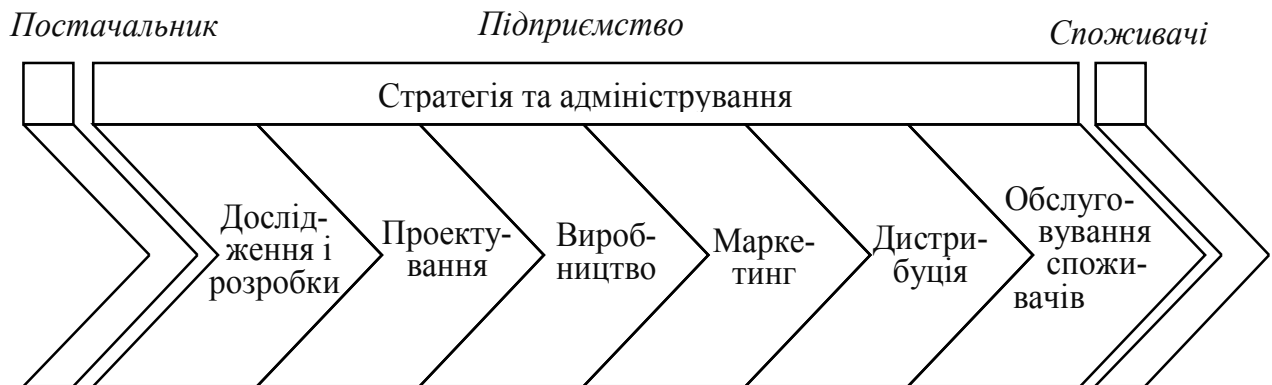 Постачальник
Підприємство
Споживачі
Стратегія та адміністрування
Дослід-
ження і
розробки
Проекту-
вання
Вироб-
ництво
Марке-
тинг
Дистри-
буція
Обслуго-
вування
спожи-
вачів